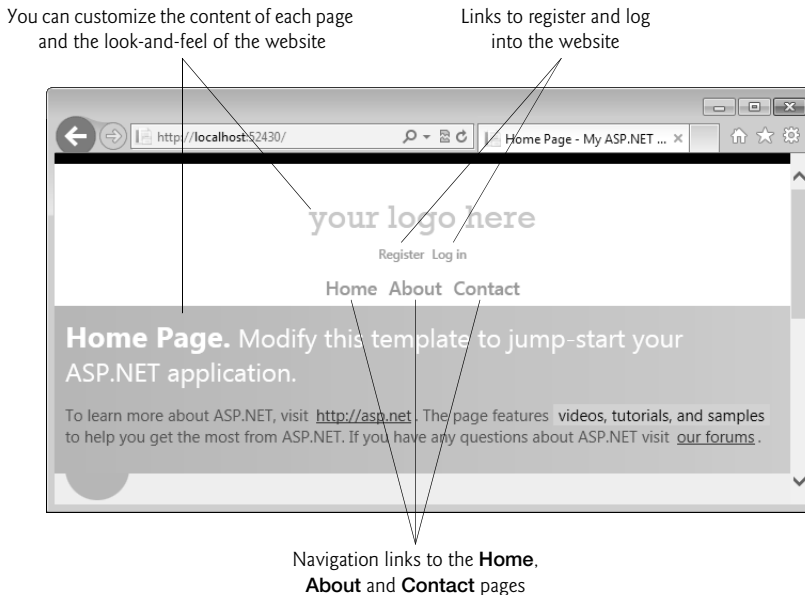 You can customize the content of each page
and the look-and-feel of the website
Links to register and log
into the website
http://localhost:52430/
Home Page - My ASP.NET ...
your logo here
Register Log in
Home About Contact
Home Page. Modify this template to jump-start your
ASP.NET application.
To learn more about ASP.NET, visit http://asp.net. The page features videos, tutorials, and samples
to help you get the most from ASP.NET. If you have any questions about ASP.NET visit our forums.
Navigation links to the Home,
About and Contact pages